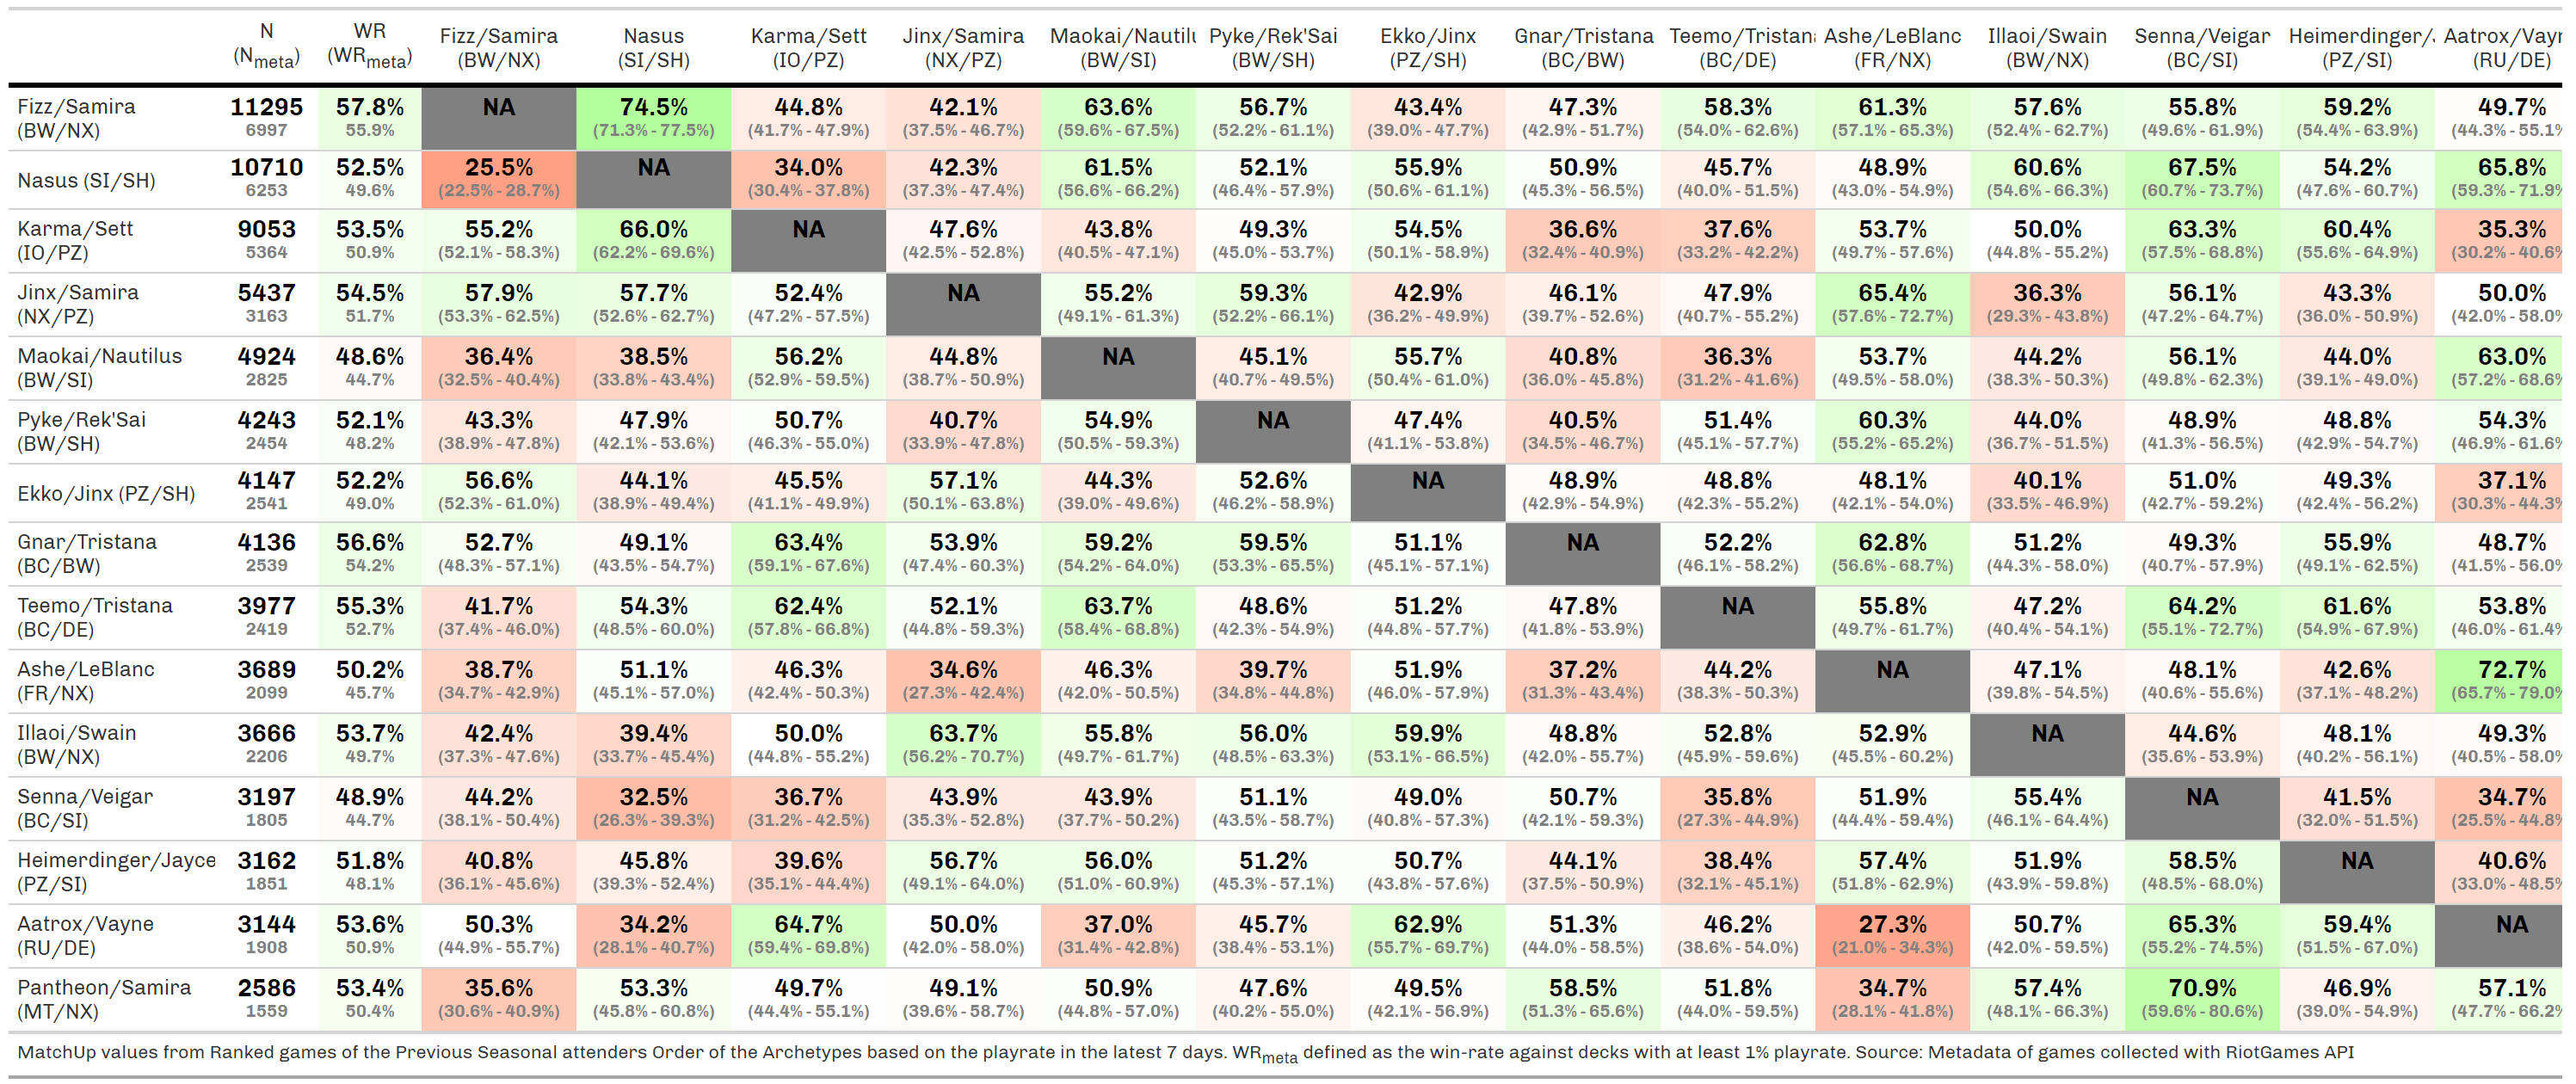 N WR Fizz/Samira Nasus Karma/Sett Jinx/Samira Maokai/Nautilu Pyke/Rek'Sai Ekko/Jinx Gnar/Tristana Teemo/Tristana Ashe/LeBlanc Illaoi/Swain Senna/Veigar Heimerdinger/J Aatrox/Vayn
(Nmeta) (WRmeta) (BW/NX) (SI/SH) (IO/PZ) (NX/PZ) (BW/SI) (BW/SH) (PZ/SH) (BC/BW) (BC/DE) (FR/NX) (BW/NX) (BC/SI) (PZ/SI) (RU/DE)
Fizz/Samira 11295 57.8% NA 74.5% 44.8% 42.1% 63.6% 56.7% 43.4% 47.3% 58.3% 61.3% 57.6% 55.8% 59.2% 49.7%
(BW/NX) 6997 55.9% (71.3% - 77.5%) (41.7% - 47.9%) (37.5% - 46.7%) (59.6% - 67.5%) (52.2% - 61.1%) (39.0% - 47.7%) (42.9% - 51.7%) (54.0% - 62.6%) (57.1% - 65.3%) (52.4% - 62.7%) (49.6% - 61.9%) (54.4% - 63.9%) (44.3% - 55.1%
Nasus (SI/SH) 10710 52.5% 25.5% NA 34.0% 42.3% 61.5% 52.1% 55.9% 50.9% 45.7% 48.9% 60.6% 67.5% 54.2% 65.8%
6253 49.6% (22.5% - 28.7%) (30.4% - 37.8%) (37.3% - 47.4%) (56.6% - 66.2%) (46.4% - 57.9%) (50.6% - 61.1%) (45.3% - 56.5%) (40.0% - 51.5%) (43.0% - 54.9%) (54.6% - 66.3%) (60.7% - 73.7%) (47.6% - 60.7%) (59.3% - 71.9%
Karma/Sett 9053 53.5% 55.2% 66.0% NA 47.6% 43.8% 49.3% 54.5% 36.6% 37.6% 53.7% 50.0% 63.3% 60.4% 35.3%
(IO/PZ) 5364 50.9% (52.1% - 58.3%) (62.2% - 69.6%) (42.5% - 52.8%) (40.5% - 47.1%) (45.0% - 53.7%) (50.1% - 58.9%) (32.4% - 40.9%) (33.2% - 42.2%) (49.7% - 57.6%) (44.8% - 55.2%) (57.5% - 68.8%) (55.6% - 64.9%) (30.2% - 40.6%
Jinx/Samira 5437 54.5% 57.9% 57.7% 52.4% NA 55.2% 59.3% 42.9% 46.1% 47.9% 65.4% 36.3% 56.1% 43.3% 50.0%
(NX/PZ) 3163 51.7% (53.3% - 62.5%) (52.6% - 62.7%) (47.2% - 57.5%) (49.1% - 61.3%) (52.2% - 66.1%) (36.2% - 49.9%) (39.7% - 52.6%) (40.7% - 55.2%) (57.6% - 72.7%) (29.3% - 43.8%) (47.2% - 64.7%) (36.0% - 50.9%) (42.0% - 58.0%
Maokai/Nautilus 4924 48.6% 36.4% 38.5% 56.2% 44.8% NA 45.1% 55.7% 40.8% 36.3% 53.7% 44.2% 56.1% 44.0% 63.0%
(BW/SI) 2825 44.7% (32.5% - 40.4%) (33.8% - 43.4%) (52.9% - 59.5%) (38.7% - 50.9%) (40.7% - 49.5%) (50.4% - 61.0%) (36.0% - 45.8%) (31.2% - 41.6%) (49.5% - 58.0%) (38.3% - 50.3%) (49.8% - 62.3%) (39.1% - 49.0%) (57.2% - 68.6%
Pyke/Rek'Sai 4243 52.1% 43.3% 47.9% 50.7% 40.7% 54.9% NA 47.4% 40.5% 51.4% 60.3% 44.0% 48.9% 48.8% 54.3%
(BW/SH) 2454 48.2% (38.9% - 47.8%) (42.1% - 53.6%) (46.3% - 55.0%) (33.9% - 47.8%) (50.5% - 59.3%) (41.1% - 53.8%) (34.5% - 46.7%) (45.1% - 57.7%) (55.2% - 65.2%) (36.7% - 51.5%) (41.3% - 56.5%) (42.9% - 54.7%) (46.9% - 61.6%
Ekko/Jinx (PZ/SH) 4147 52.2% 56.6% 44.1% 45.5% 57.1% 44.3% 52.6% NA 48.9% 48.8% 48.1% 40.1% 51.0% 49.3% 37.1%
2541 49.0% (52.3% - 61.0%) (38.9% - 49.4%) (41.1% - 49.9%) (50.1% - 63.8%) (39.0% - 49.6%) (46.2% - 58.9%) (42.9% - 54.9%) (42.3% - 55.2%) (42.1% - 54.0%) (33.5% - 46.9%) (42.7% - 59.2%) (42.4% - 56.2%) (30.3% - 44.3%
Gnar/Tristana 4136 56.6% 52.7% 49.1% 63.4% 53.9% 59.2% 59.5% 51.1% NA 52.2% 62.8% 51.2% 49.3% 55.9% 48.7%
(BC/BW) 2539 54.2% (48.3% - 57.1%) (43.5% - 54.7%) (59.1% - 67.6%) (47.4% - 60.3%) (54.2% - 64.0%) (53.3% - 65.5%) (45.1% - 57.1%) (46.1% - 58.2%) (56.6% - 68.7%) (44.3% - 58.0%) (40.7% - 57.9%) (49.1% - 62.5%) (41.5% - 56.0%
Teemo/Tristana 3977 55.3% 41.7% 54.3% 62.4% 52.1% 63.7% 48.6% 51.2% 47.8% NA 55.8% 47.2% 64.2% 61.6% 53.8%
(BC/DE) 2419 52.7% (37.4% - 46.0%) (48.5% - 60.0%) (57.8% - 66.8%) (44.8% - 59.3%) (58.4% - 68.8%) (42.3% - 54.9%) (44.8% - 57.7%) (41.8% - 53.9%) (49.7% - 61.7%) (40.4% - 54.1%) (55.1% - 72.7%) (54.9% - 67.9%) (46.0% - 61.4%
Ashe/LeBlanc 3689 50.2% 38.7% 51.1% 46.3% 34.6% 46.3% 39.7% 51.9% 37.2% 44.2% NA 47.1% 48.1% 42.6% 72.7%
(FR/NX) 2099 45.7% (34.7% - 42.9%) (45.1% - 57.0%) (42.4% - 50.3%) (27.3% - 42.4%) (42.0% - 50.5%) (34.8% - 44.8%) (46.0% - 57.9%) (31.3% - 43.4%) (38.3% - 50.3%) (39.8% - 54.5%) (40.6% - 55.6%) (37.1% - 48.2%) (65.7% - 79.0%
Illaoi/Swain 3666 53.7% 42.4% 39.4% 50.0% 63.7% 55.8% 56.0% 59.9% 48.8% 52.8% 52.9% NA 44.6% 48.1% 49.3%
(BW/NX) 2206 49.7% (37.3% - 47.6%) (33.7% - 45.4%) (44.8% - 55.2%) (56.2% - 70.7%) (49.7% - 61.7%) (48.5% - 63.3%) (53.1% - 66.5%) (42.0% - 55.7%) (45.9% - 59.6%) (45.5% - 60.2%) (35.6% - 53.9%) (40.2% - 56.1%) (40.5% - 58.0%
Senna/Veigar 3197 48.9% 44.2% 32.5% 36.7% 43.9% 43.9% 51.1% 49.0% 50.7% 35.8% 51.9% 55.4% NA 41.5% 34.7%
(BC/SI) 1805 44.7% (38.1% - 50.4%) (26.3% - 39.3%) (31.2% - 42.5%) (35.3% - 52.8%) (37.7% - 50.2%) (43.5% - 58.7%) (40.8% - 57.3%) (42.1% - 59.3%) (27.3% - 44.9%) (44.4% - 59.4%) (46.1% - 64.4%) (32.0% - 51.5%) (25.5% - 44.8%
Heimerdinger/Jayce 3162 51.8% 40.8% 45.8% 39.6% 56.7% 56.0% 51.2% 50.7% 44.1% 38.4% 57.4% 51.9% 58.5% NA 40.6%
(PZ/SI) 1851 48.1% (36.1% - 45.6%) (39.3% - 52.4%) (35.1% - 44.4%) (49.1% - 64.0%) (51.0% - 60.9%) (45.3% - 57.1%) (43.8% - 57.6%) (37.5% - 50.9%) (32.1% - 45.1%) (51.8% - 62.9%) (43.9% - 59.8%) (48.5% - 68.0%) (33.0% - 48.5%
Aatrox/Vayne 3144 53.6% 50.3% 34.2% 64.7% 50.0% 37.0% 45.7% 62.9% 51.3% 46.2% 27.3% 50.7% 65.3% 59.4% NA
(RU/DE) 1908 50.9% (44.9% - 55.7%) (28.1% - 40.7%) (59.4% - 69.8%) (42.0% - 58.0%) (31.4% - 42.8%) (38.4% - 53.1%) (55.7% - 69.7%) (44.0% - 58.5%) (38.6% - 54.0%) (21.0% - 34.3%) (42.0% - 59.5%) (55.2% - 74.5%) (51.5% - 67.0%)
Pantheon/Samira 2586 53.4% 35.6% 53.3% 49.7% 49.1% 50.9% 47.6% 49.5% 58.5% 51.8% 34.7% 57.4% 70.9% 46.9% 57.1%
(MT/NX) 1559 50.4% (30.6% - 40.9%) (45.8% - 60.8%) (44.4% - 55.1%) (39.6% - 58.7%) (44.8% - 57.0%) (40.2% - 55.0%) (42.1% - 56.9%) (51.3% - 65.6%) (44.0% - 59.5%) (28.1% - 41.8%) (48.1% - 66.3%) (59.6% - 80.6%) (39.0% - 54.9%) (47.7% - 66.2%
MatchUp values from Ranked games of the Previous Seasonal attenders Order of the Archetypes based on the playrate in the latest 7 days. WRmeta defined as the win-rate against decks with at least 1% playrate. Source: Metadata of games collected with RiotGames API